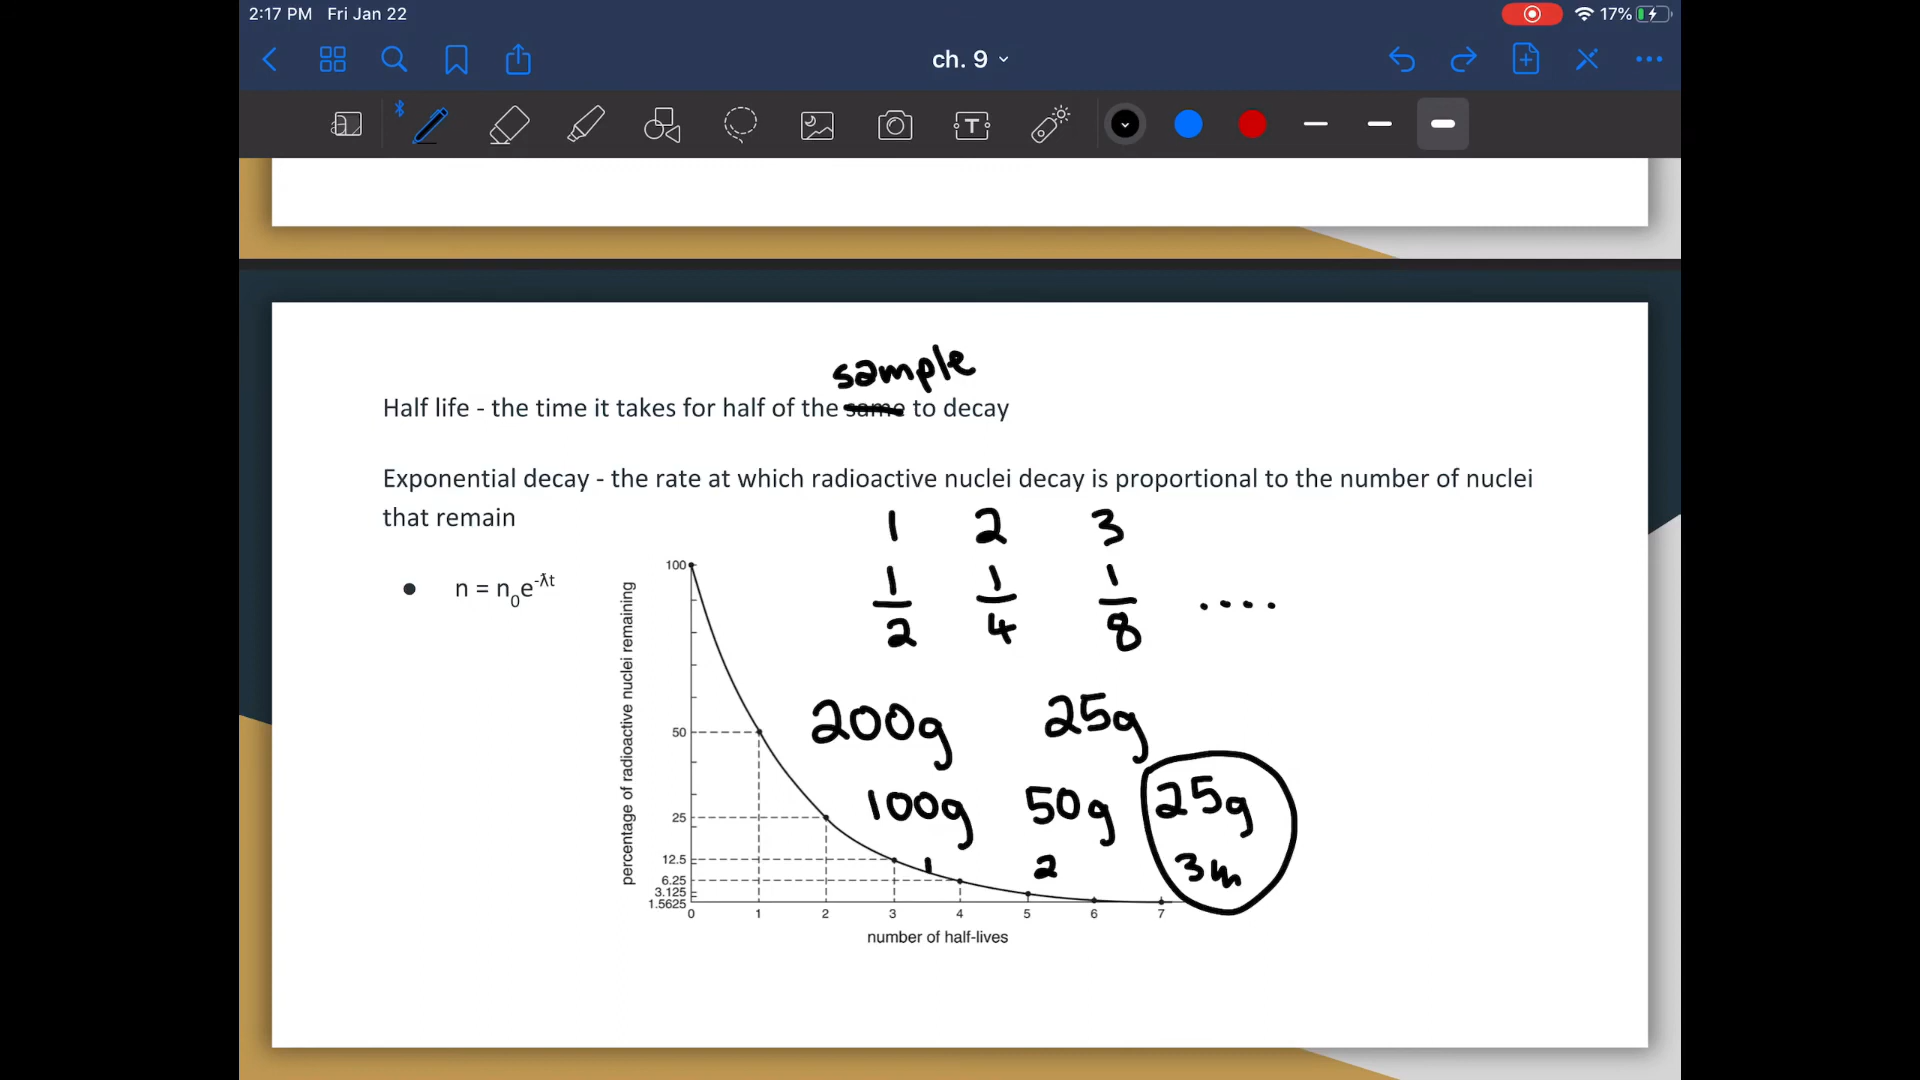 2:17 PM Fri Jan 22
17%
ch. 9
T
sample
Half life - the time it takes for half of the same to decay
Exponential decay - the rate at which radioactive nuclei decay is proportional to the number of nuclei
that remain
1 2 3
n = n₀e^-ƛt
1/2 1/4 1/8 ....
percentage of radioactive nuclei remaining
100
50
25
12.5
6.25
3.125
1.5625
200g 25g
100g 50g 25g
1 2 3
0 1 2 3 4 5 6 7
number of half-lives